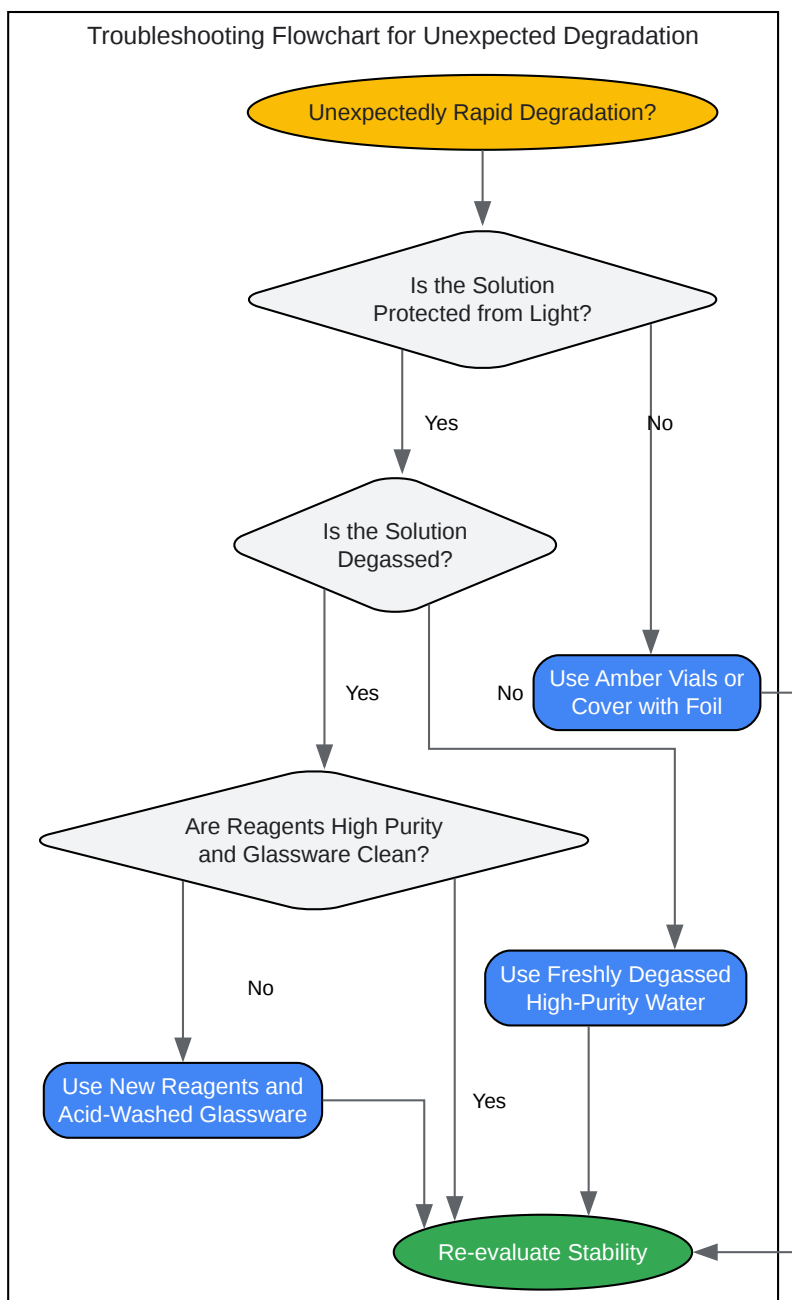 Troubleshooting Flowchart for Unexpected Degradation
Unexpectedly Rapid Degradation?
Is the Solution
Protected from Light?
Yes
No
Is the Solution
Degassed?
Yes
No
Use Amber Vials or
Cover with Foil
Are Reagents High Purity
and Glassware Clean?
No
Use Freshly Degassed
High-Purity Water
Use New Reagents and
Acid-Washed Glassware
Yes
Re-evaluate Stability